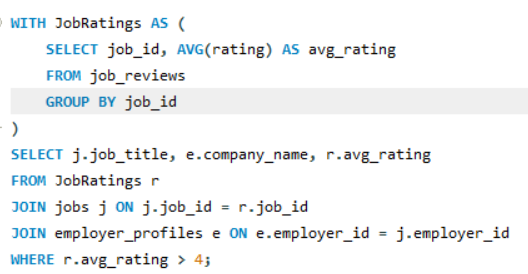 WITH JobRatings AS (
    SELECT job_id, AVG(rating) AS avg_rating
    FROM job_reviews
    GROUP BY job_id
)
SELECT j.job_title, e.company_name, r.avg_rating
FROM JobRatings r
JOIN jobs j ON j.job_id = r.job_id
JOIN employer_profiles e ON e.employer_id = j.employer_id
WHERE r.avg_rating > 4;